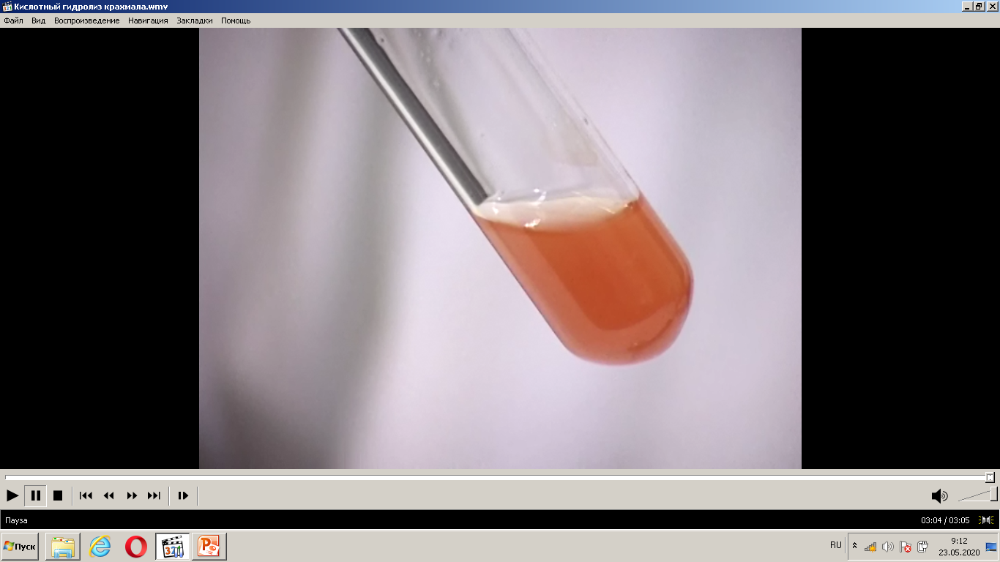 Кислотный гидролиз крахмала.wmv
Файл Вид Воспроизведение Навигация Закладки Помощь
Пауза
03:04 / 03:05
Пуск
321
P
RU
9:12
23.05.2020